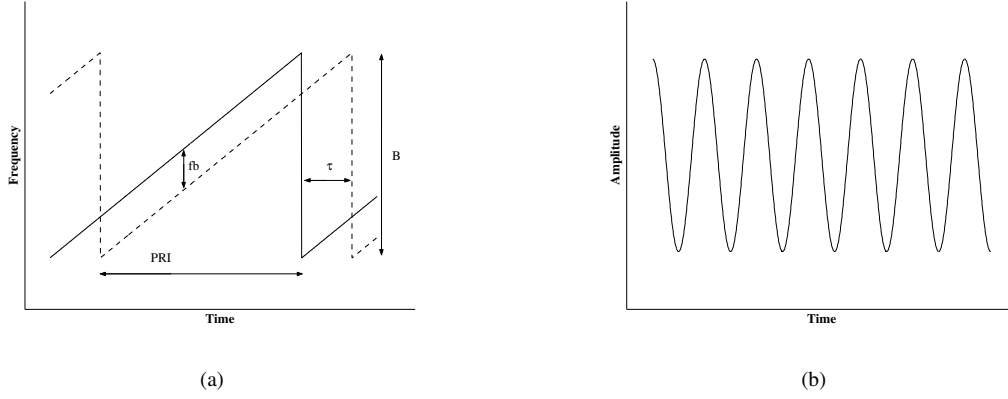 Frequency
fb
τ
B
PRI
Time
(a)
Amplitude
Time
(b)